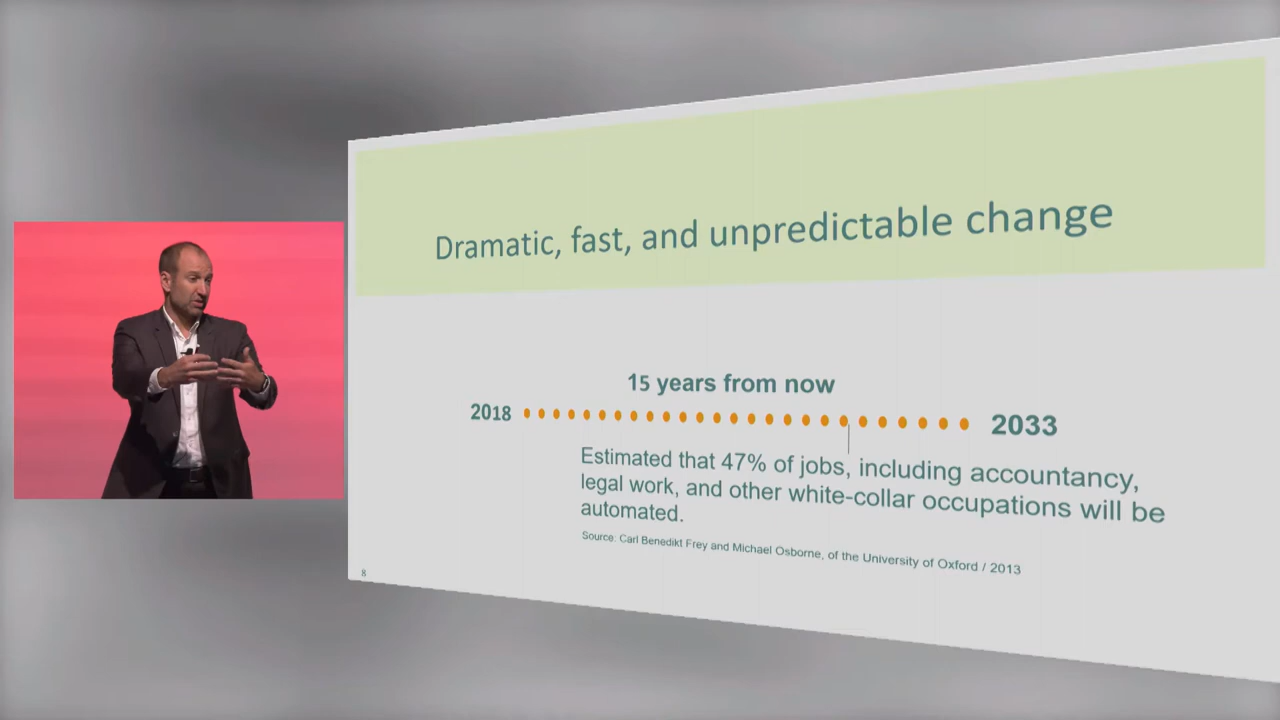 Dramatic, fast, and unpredictable change
15 years from now
2018
2033
Estimated that 47% of jobs, including accountancy,
legal work, and other white-collar occupations will be
automated.
Source: Carl Benedikt Frey and Michael Osborne, of the University of Oxford / 2013
8